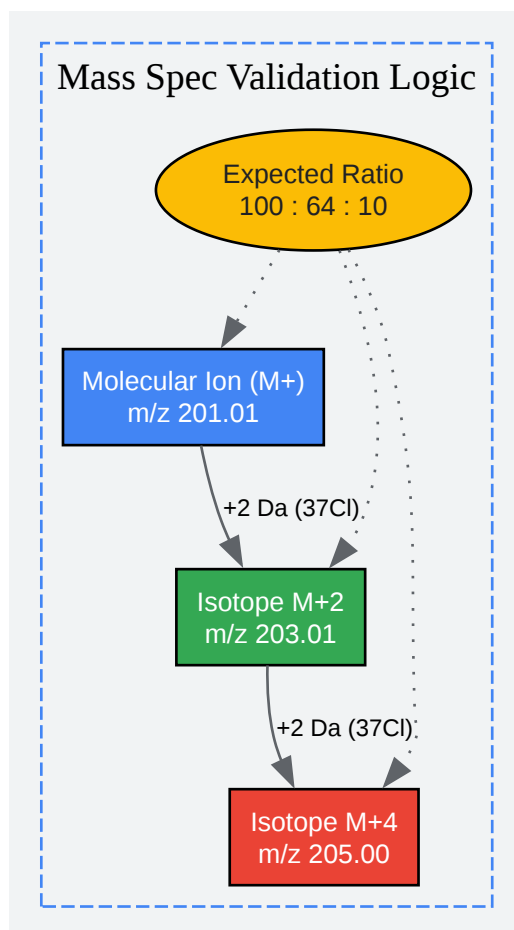 Mass Spec Validation Logic
Expected Ratio
100 : 64 : 10
Molecular Ion (M+)
m/z 201.01
+2 Da (37Cl)
Isotope M+2
m/z 203.01
+2 Da (37Cl)
Isotope M+4
m/z 205.00